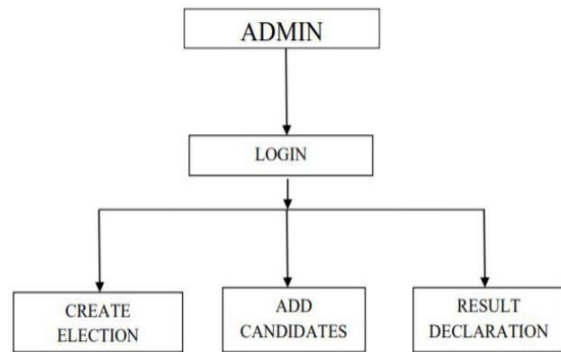 ADMIN
LOGIN
CREATE
ELECTION
ADD
CANDIDATES
RESULT
DECLARATION